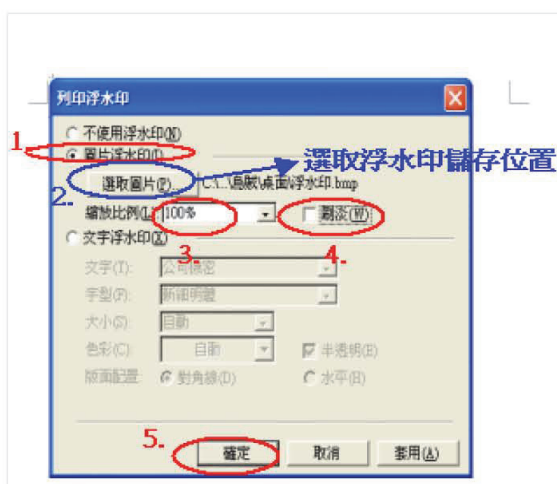 列印浮水印
不使用浮水印(N)
1. 圖片浮水印(I)
選取浮水印儲存位置
2. 選取圖片(P)... C:\...\烏賊\桌面\浮水印.bmp
縮放比例(L): 100% 刷淡(W)
文字浮水印(X)
3. 4.
文字(T): 公司機密
字型(F): 新細明體
大小(S): 自動
色彩(C): 自動 半透明(E)
版面配置: 對角線(D) 水平(H)
5. 確定 取消 套用(A)